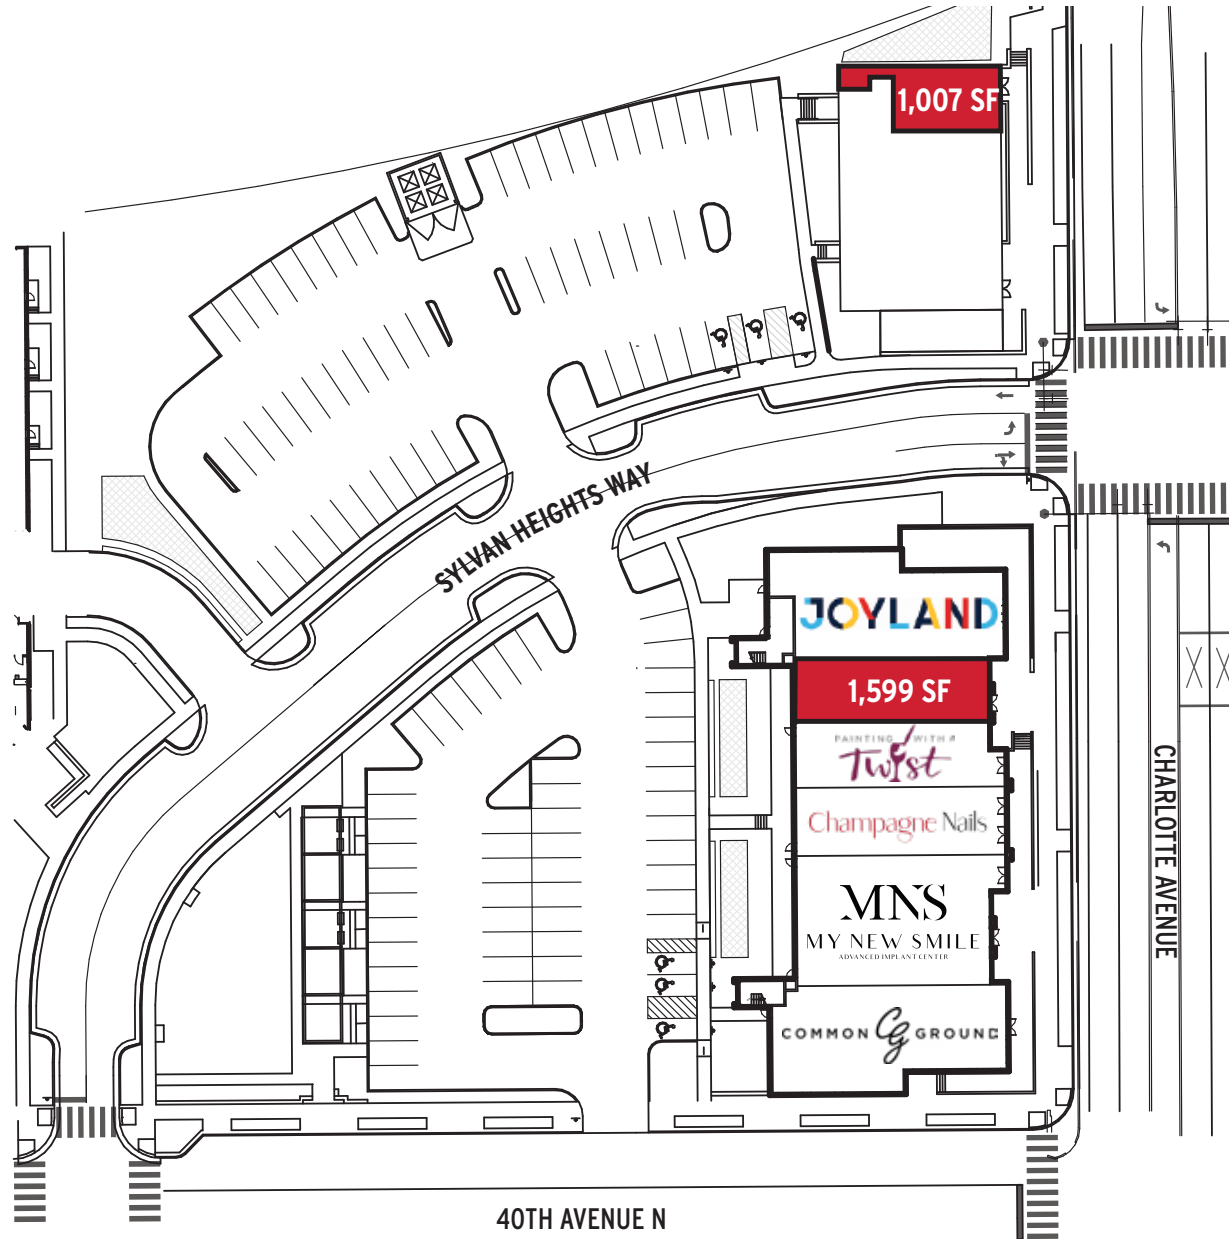 1,007 SF
SYLVAN HEIGHTS WAY
JOYLAND
1,599 SF
PAINTING WITH A
Twist
Champagne Nails
CHARLOTTE AVENUE
MNS
MY NEW SMILE
ADVANCED IMPLANT CENTER
COMMON CG GROUND
40TH AVENUE N